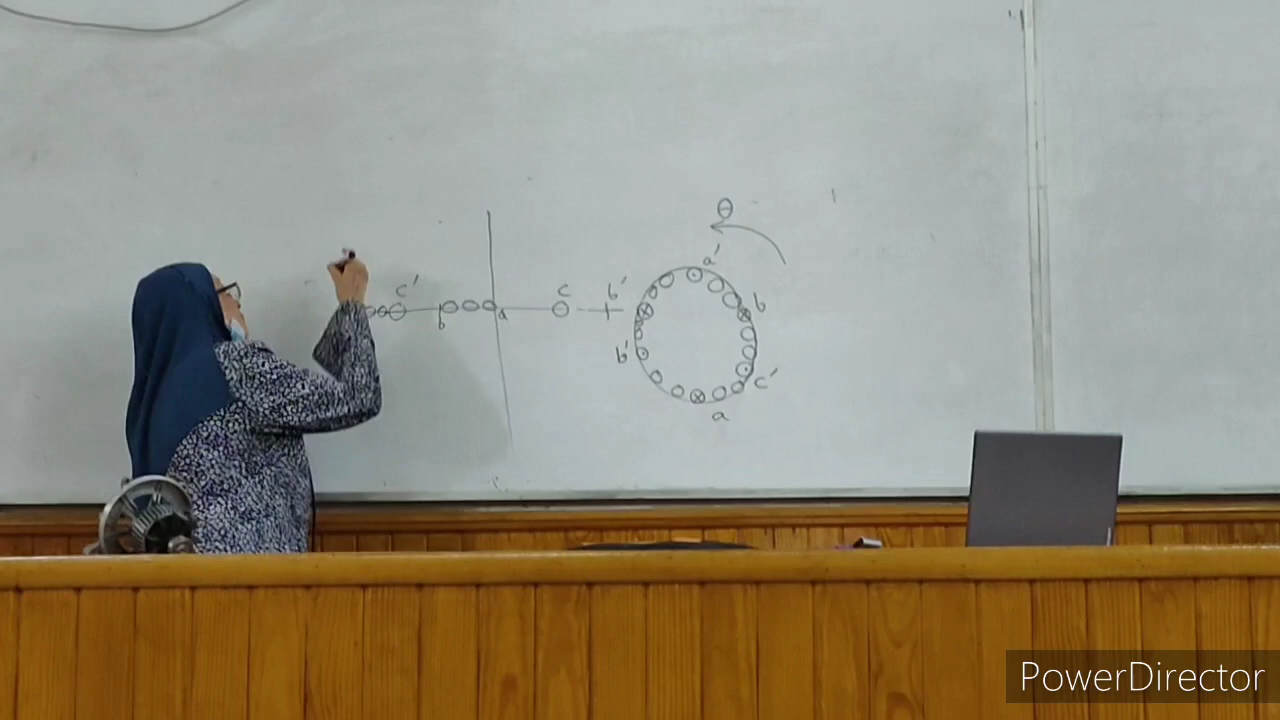 θ
a'
c' c b' b
b a
b' c'
a
PowerDirector